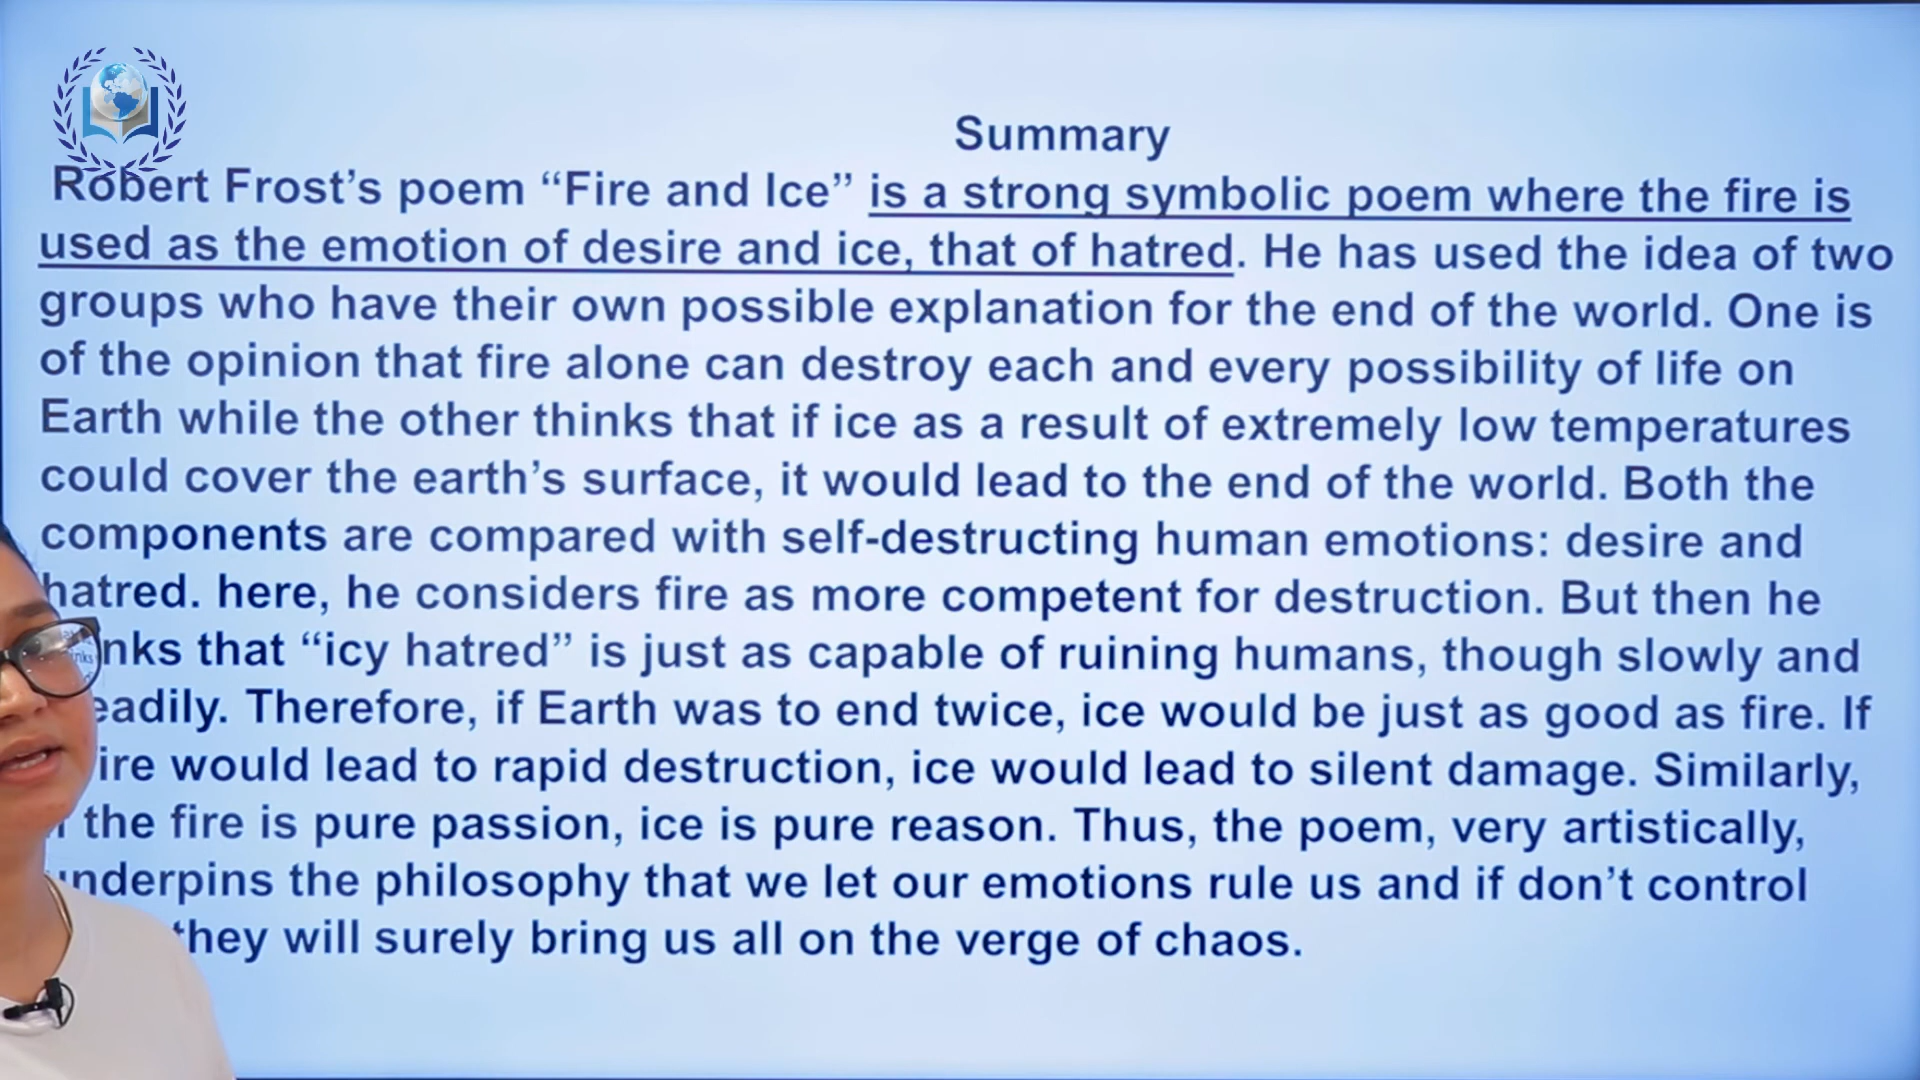 Summary
Robert Frost’s poem “Fire and Ice” is a strong symbolic poem where the fire is
used as the emotion of desire and ice, that of hatred. He has used the idea of two
groups who have their own possible explanation for the end of the world. One is
of the opinion that fire alone can destroy each and every possibility of life on
Earth while the other thinks that if ice as a result of extremely low temperatures
could cover the earth’s surface, it would lead to the end of the world. Both the
components are compared with self-destructing human emotions: desire and
hatred. here, he considers fire as more competent for destruction. But then he
that “icy hatred” is just as capable of ruining humans, though slowly and
Therefore, if Earth was to end twice, ice would be just as good as fire. If
would lead to rapid destruction, ice would lead to silent damage. Similarly,
the fire is pure passion, ice is pure reason. Thus, the poem, very artistically,
underpins the philosophy that we let our emotions rule us and if don’t control
they will surely bring us all on the verge of chaos.